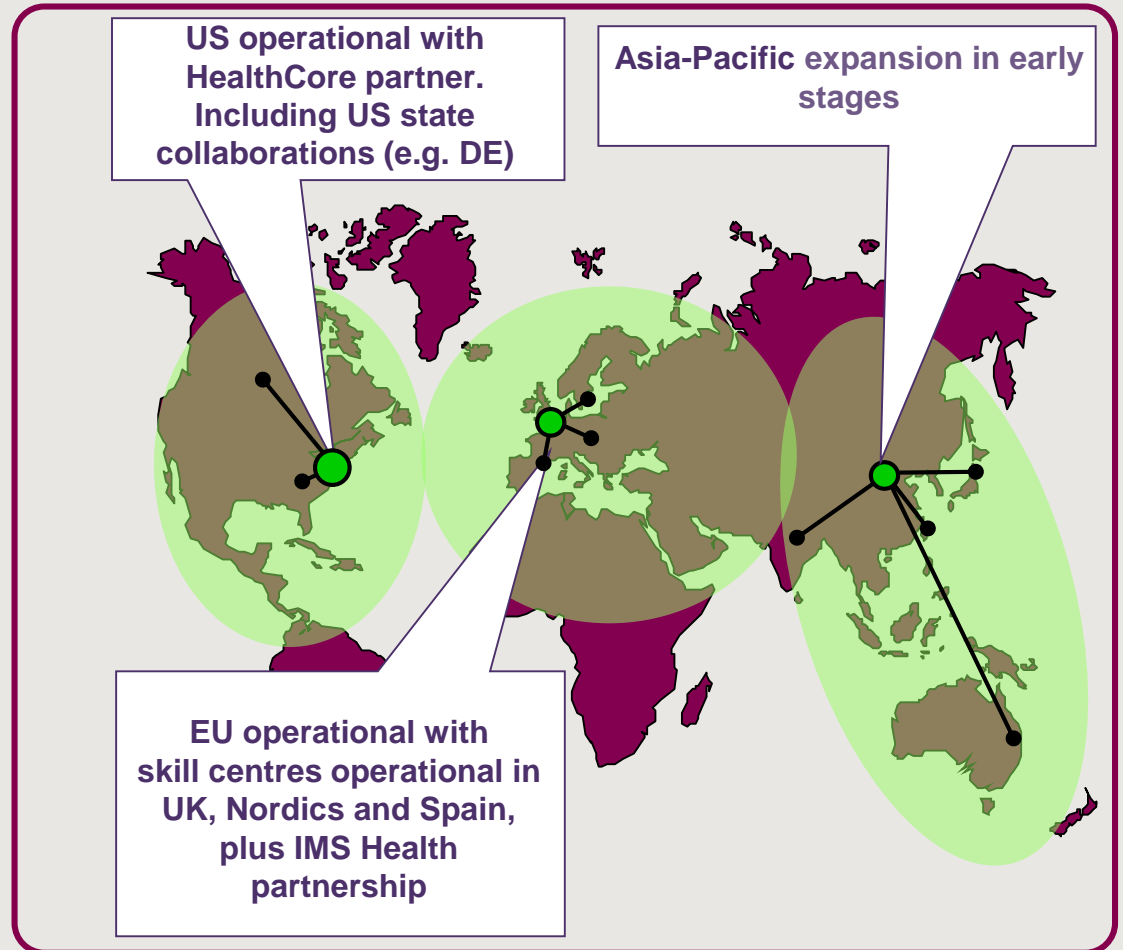 US operational with
HealthCore partner.
Including US state
collaborations (e.g. DE)
Asia-Pacific expansion in early
stages
EU operational with
skill centres operational in
UK, Nordics and Spain,
plus IMS Health
partnership